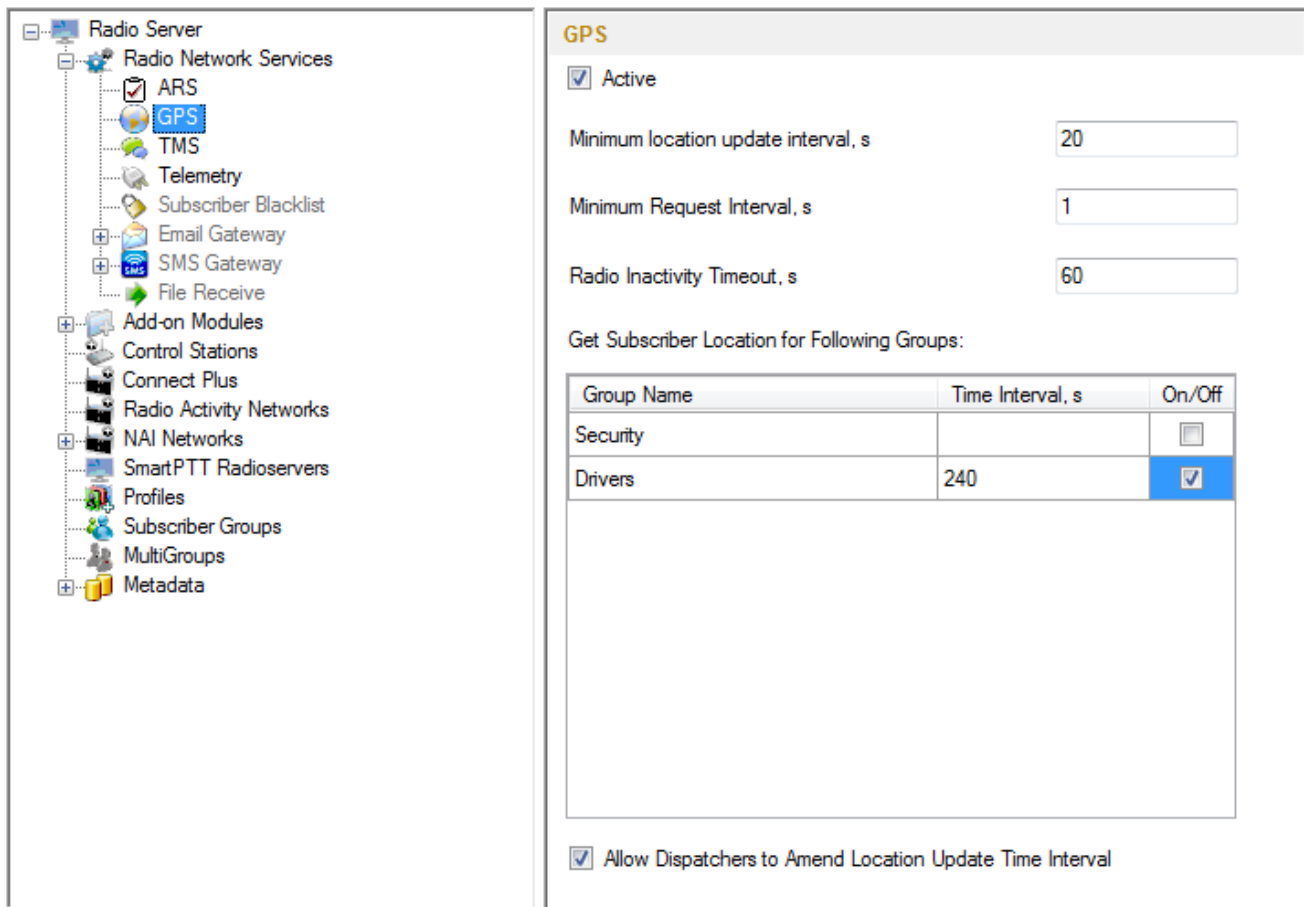 Radio Server
Radio Network Services
ARS
GPS
TMS
Telemetry
Subscriber Blacklist
Email Gateway
SMS
SMS Gateway
File Receive
Add-on Modules
Control Stations
Connect Plus
Radio Activity Networks
NAI Networks
SmartPTT Radioservers
Profiles
Subscriber Groups
MultiGroups
Metadata
GPS
Active
Minimum location update interval, s 20
Minimum Request Interval, s 1
Radio Inactivity Timeout, s 60
Get Subscriber Location for Following Groups:
Group Name Time Interval, s On/Off
Security
Drivers 240
Allow Dispatchers to Amend Location Update Time Interval